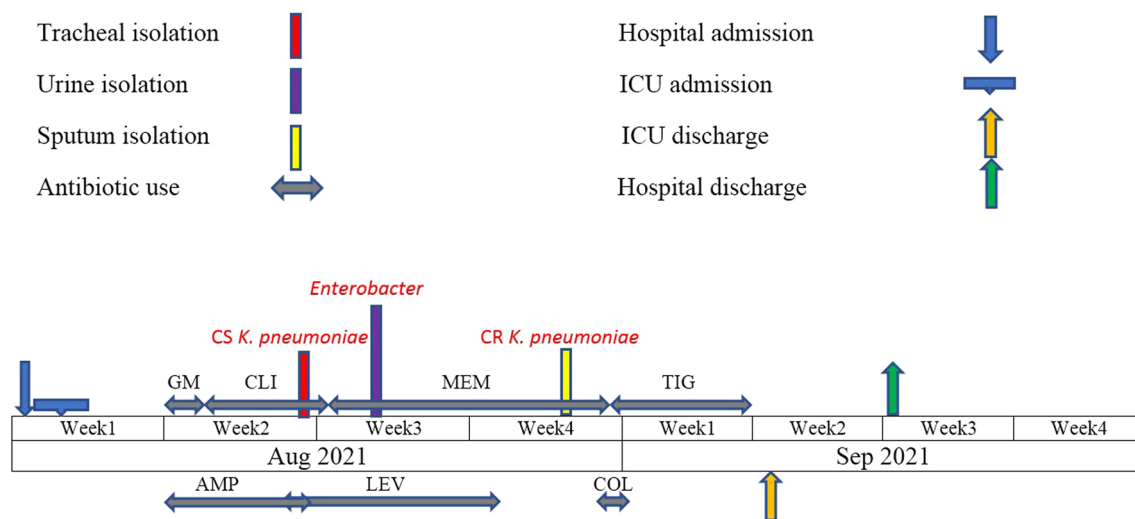 Tracheal isolation
Hospital admission
Urine isolation
ICU admission
Sputum isolation
ICU discharge
Antibiotic use
Hospital discharge
Enterobacter
CS K. pneumoniae
CR K. pneumoniae
GM CLI MEM TIG
Week1 Week2 Week3 Week4 Week1 Week2 Week3 Week4
Aug 2021 Sep 2021
AMP LEV COL